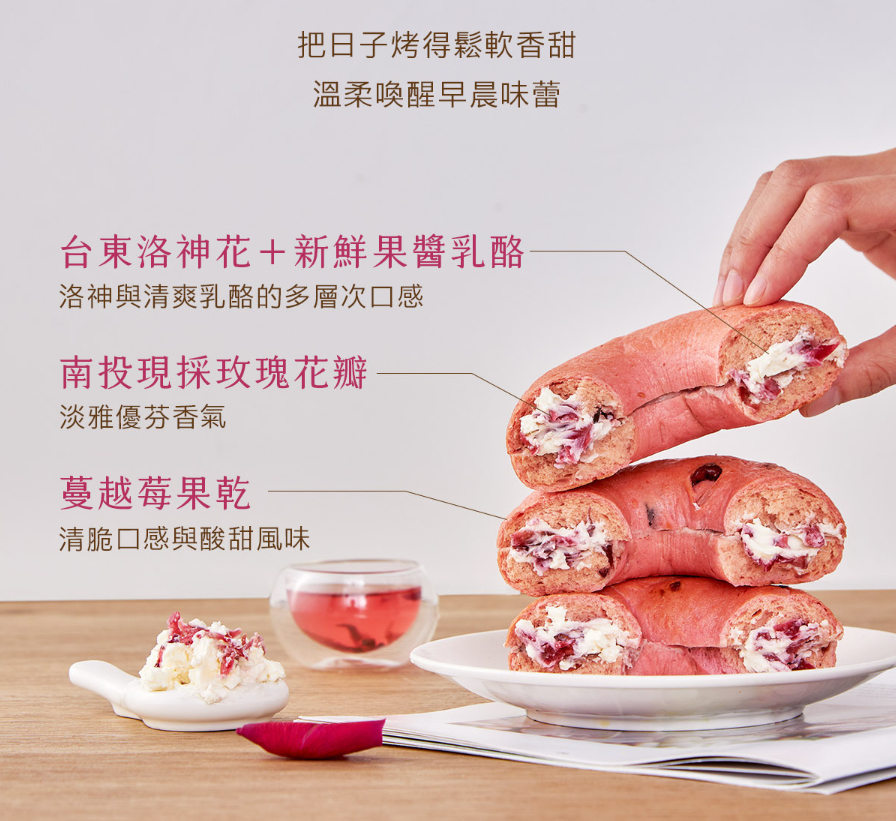 把日子烤得鬆軟香甜
溫柔喚醒早晨味蕾
台東洛神花＋新鮮果醬乳酪
洛神與清爽乳酪的多層次口感
南投現採玫瑰花瓣
淡雅優芬香氣
蔓越莓果乾
清脆口感與酸甜風味